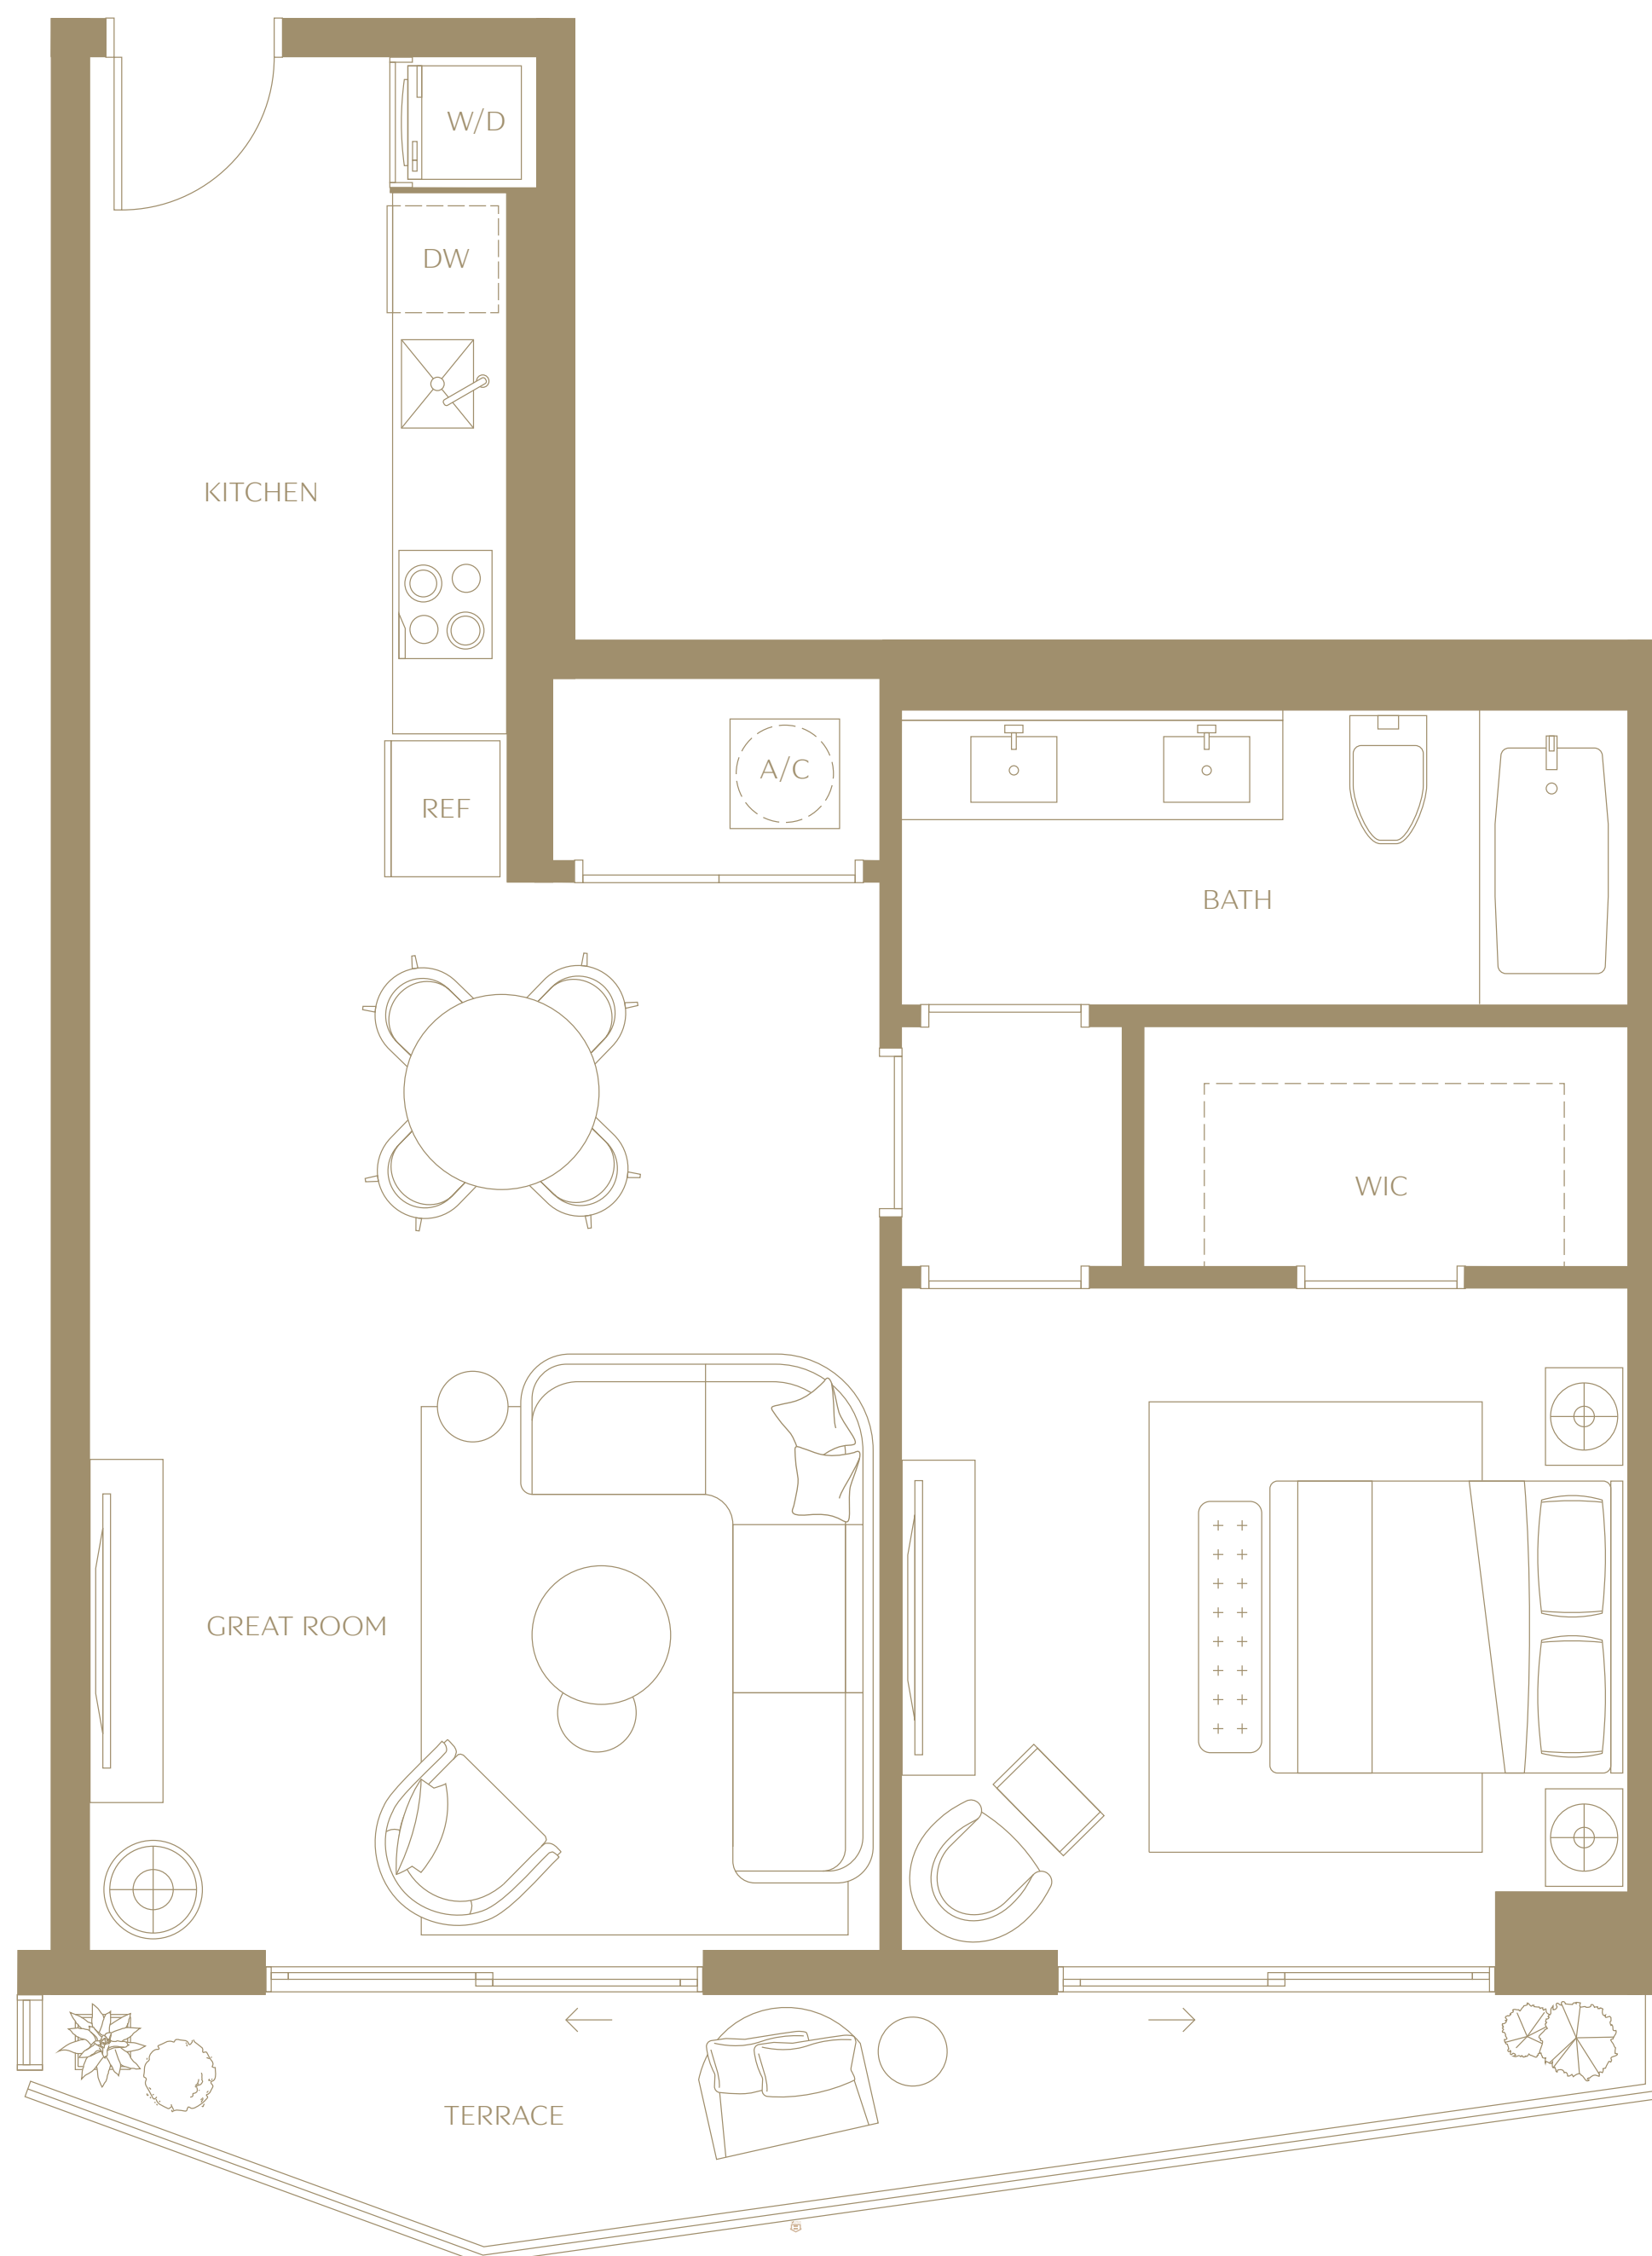 W/D
DW
KITCHEN
A/C
REF
BATH
WIC
GREAT ROOM
TERRACE